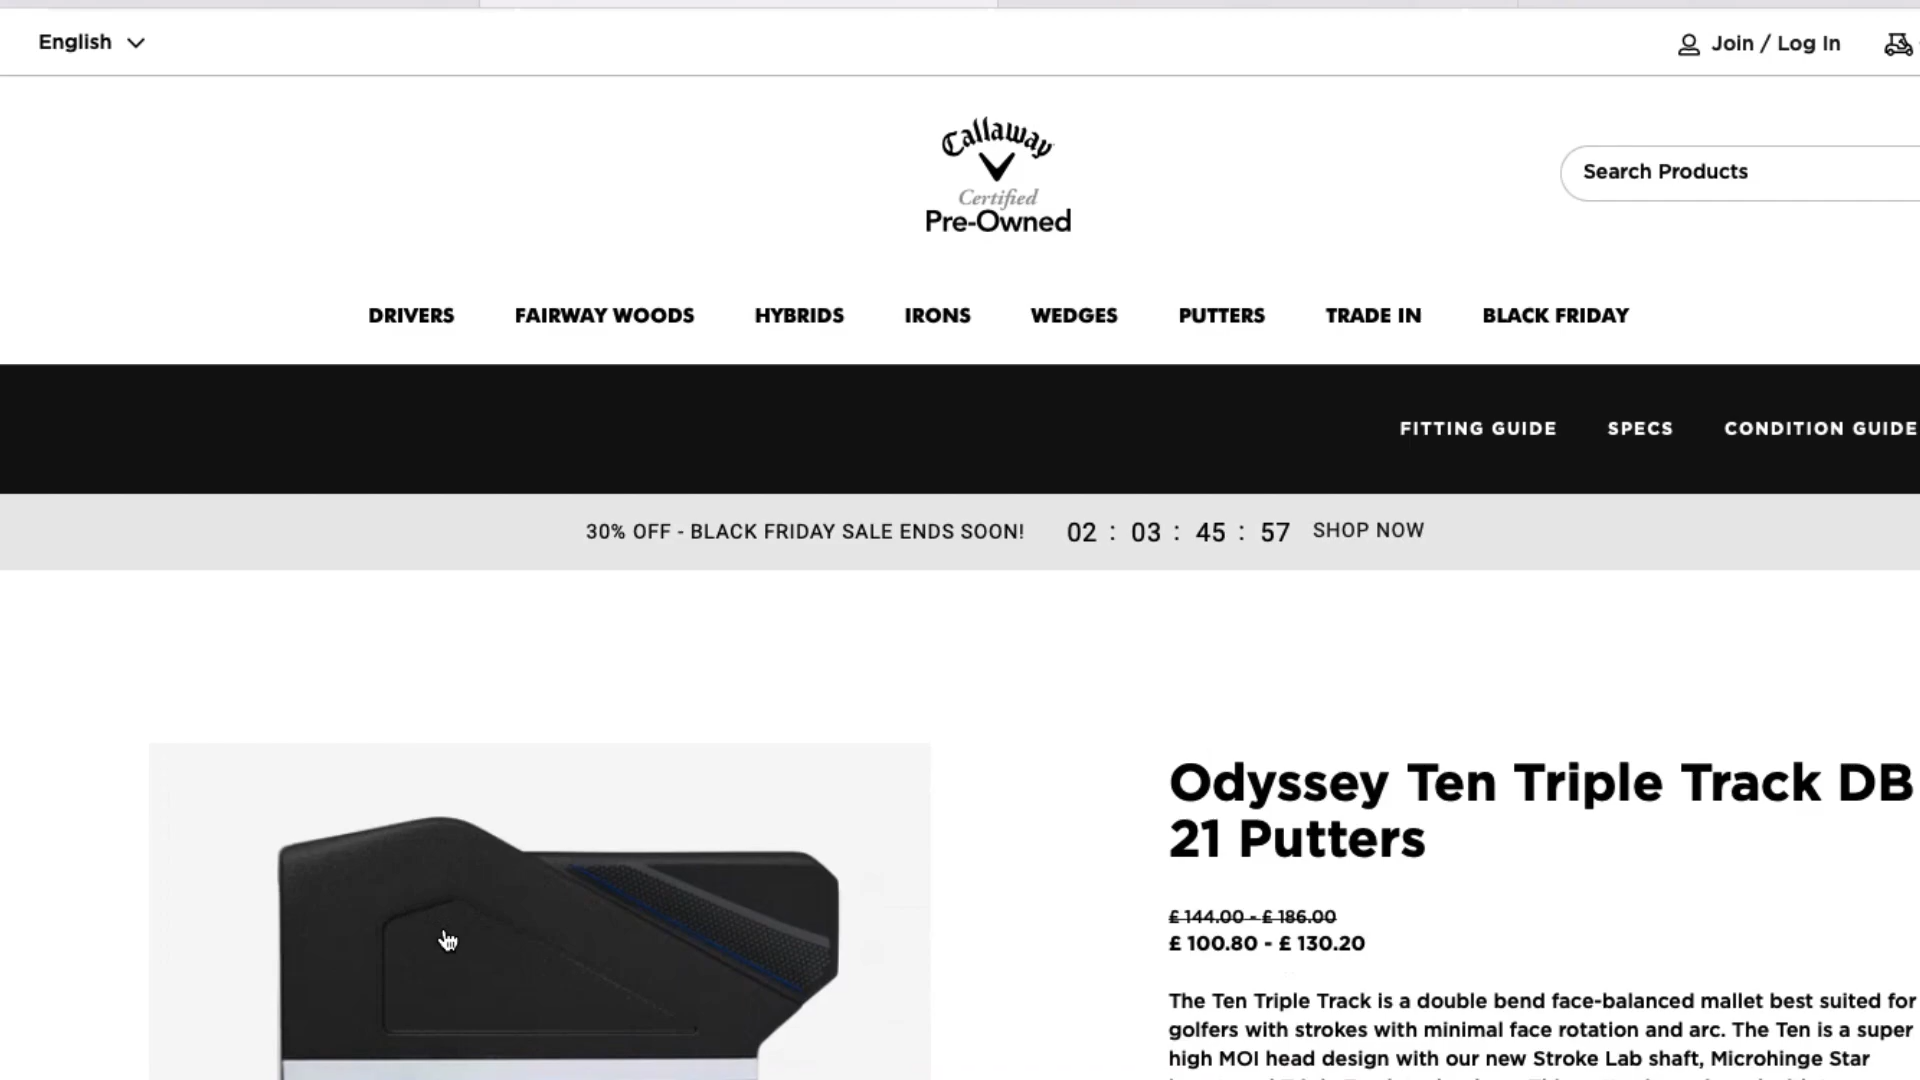 English
Join / Log In
Callaway
Certified
Pre-Owned
Search Products
DRIVERS FAIRWAY WOODS HYBRIDS IRONS WEDGES PUTTERS TRADE IN BLACK FRIDAY
FITTING GUIDE SPECS CONDITION GUIDE
30% OFF - BLACK FRIDAY SALE ENDS SOON! 02 : 03 : 45 : 57 SHOP NOW
Odyssey Ten Triple Track DB
21 Putters
£ 144.00 - £ 186.00
£ 100.80 - £ 130.20
The Ten Triple Track is a double bend face-balanced mallet best suited for
golfers with strokes with minimal face rotation and arc. The Ten is a super
high MOI head design with our new Stroke Lab shaft, Microhinge Star